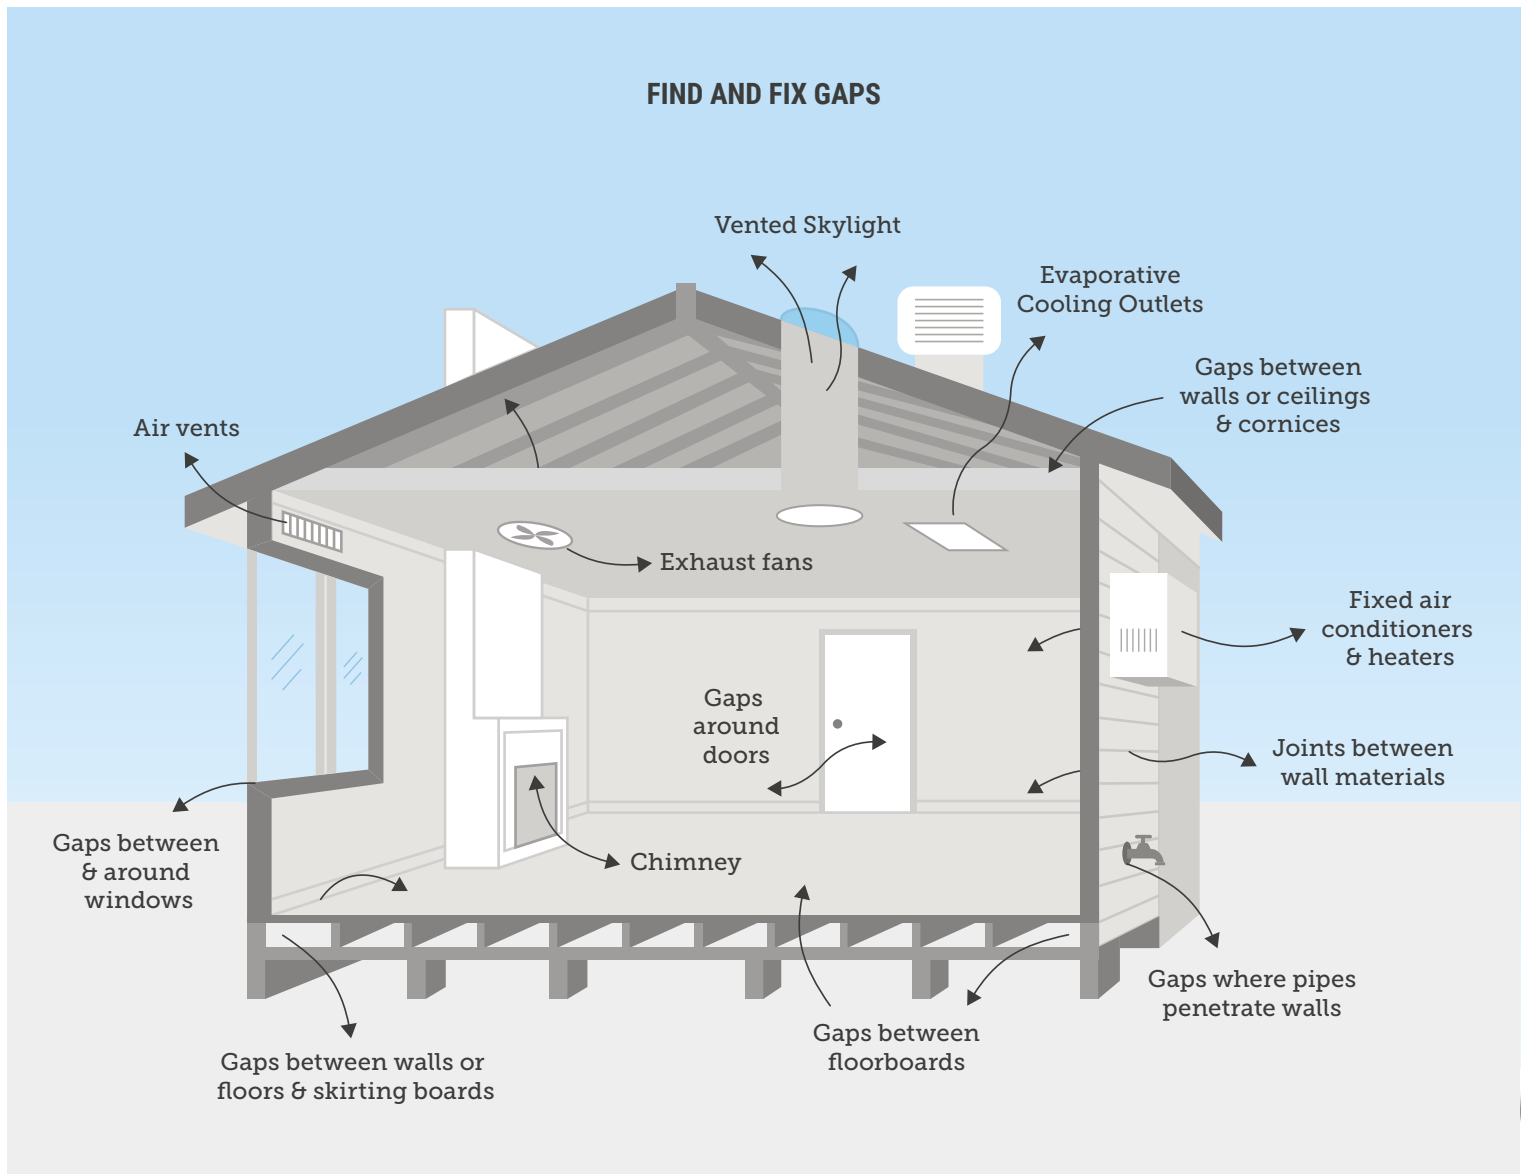 FIND AND FIX GAPS
Vented Skylight
Evaporative
Cooling Outlets
Gaps between
walls or ceilings
& cornices
Air vents
Exhaust fans
Fixed air
conditioners
& heaters
Gaps
around
doors
Joints between
wall materials
Gaps between
& around
windows
Chimney
Gaps where pipes
penetrate walls
Gaps between
floorboards
Gaps between walls or
floors & skirting boards